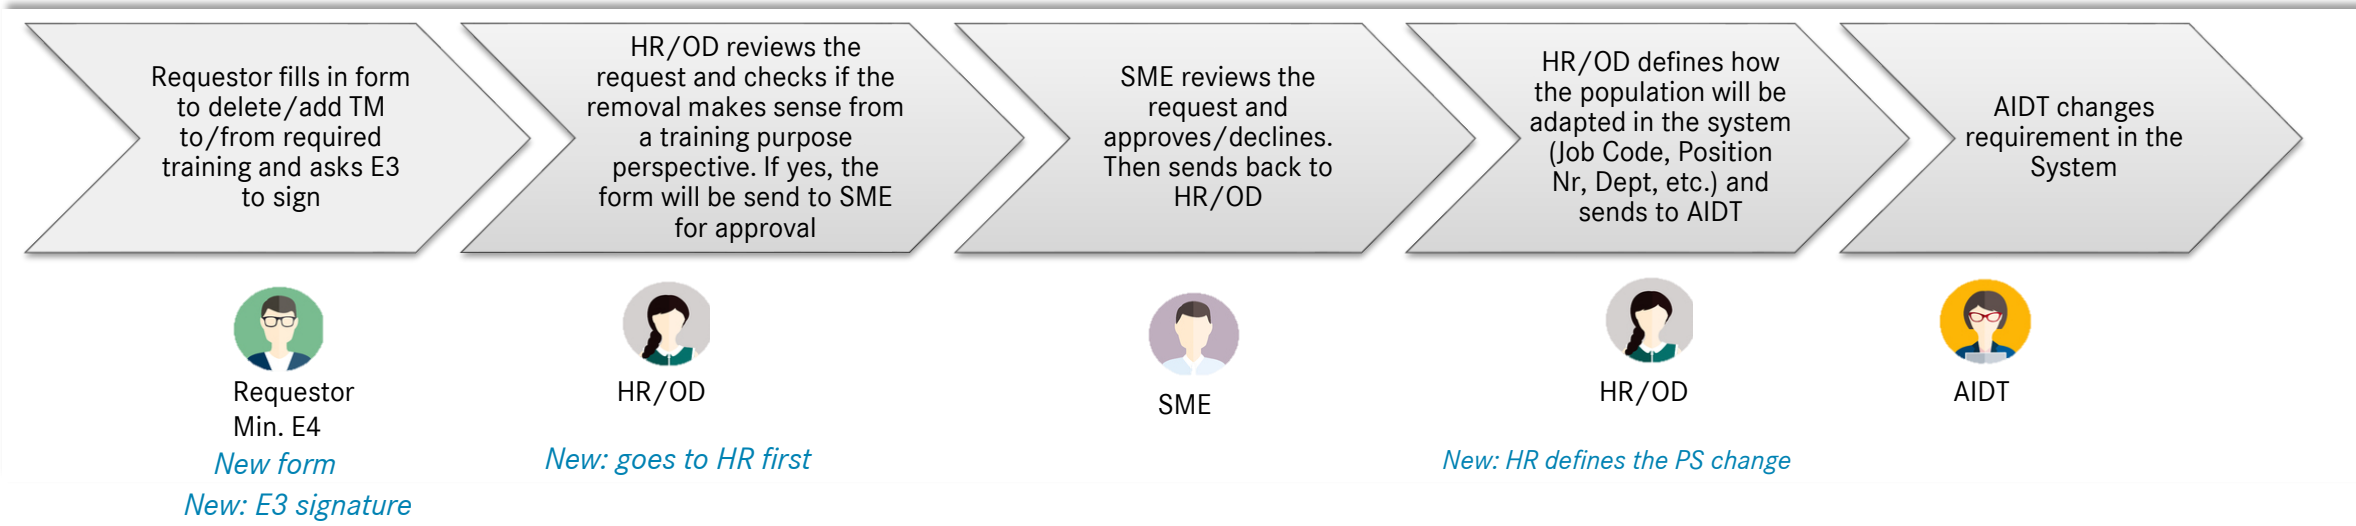 Requestor fills in form
to delete/add TM
to/from required
training and asks E3
to sign
HR/OD reviews the
request and checks if the
removal makes sense from
a training purpose
perspective. If yes, the
form will be send to SME
for approval
SME reviews the
request and
approves/declines.
Then sends back to
HR/OD
HR/OD defines how
the population will be
adapted in the system
(Job Code, Position
Nr, Dept, etc.) and
sends to AIDT
AIDT changes
requirement in the
System
Requestor
Min. E4
New form
New: E3 signature
HR/OD
New: goes to HR first
SME
HR/OD
New: HR defines the PS change
AIDT